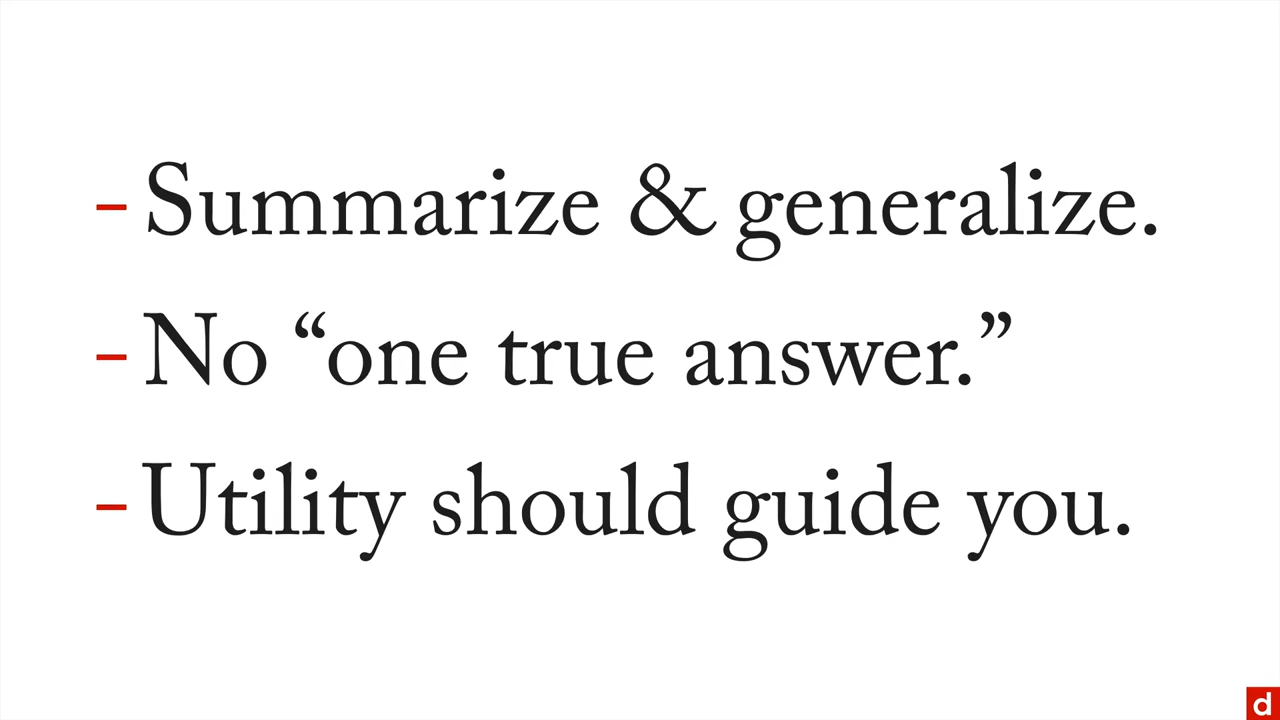 – Summarize & generalize.
– No “one true answer.”
– Utility should guide you.
d